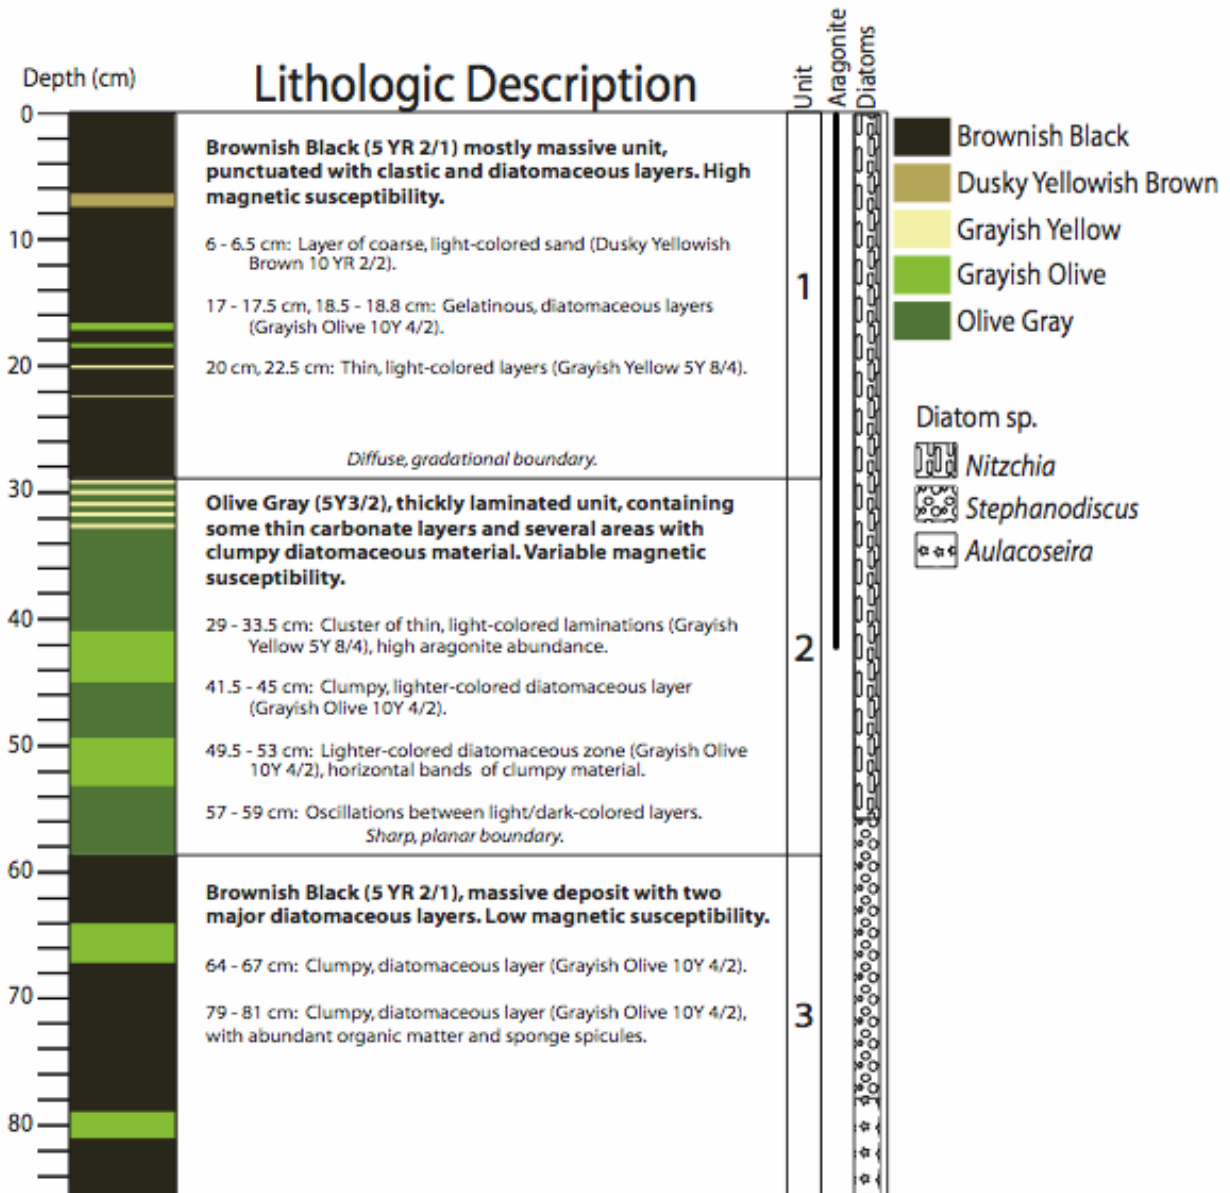 Depth (cm)
Lithologic Description
Unit
Aragonite
Diatoms
0
10
20
30
40
50
60
70
80
Brownish Black (5 YR 2/1) mostly massive unit,
punctuated with clastic and diatomaceous layers. High
magnetic susceptibility.
6 - 6.5 cm: Layer of coarse, light-colored sand (Dusky Yellowish
Brown 10 YR 2/2).
17 - 17.5 cm, 18.5 - 18.8 cm: Gelatinous, diatomaceous layers
(Grayish Olive 10Y 4/2).
20 cm, 22.5 cm: Thin, light-colored layers (Grayish Yellow 5Y 8/4).
Diffuse, gradational boundary.
1
Olive Gray (5Y3/2), thickly laminated unit, containing
some thin carbonate layers and several areas with
clumpy diatomaceous material. Variable magnetic
susceptibility.
29 - 33.5 cm: Cluster of thin, light-colored laminations (Grayish
Yellow 5Y 8/4), high aragonite abundance.
41.5 - 45 cm: Clumpy, lighter-colored diatomaceous layer
(Grayish Olive 10Y 4/2).
49.5 - 53 cm: Lighter-colored diatomaceous zone (Grayish Olive
10Y 4/2), horizontal bands of clumpy material.
57 - 59 cm: Oscillations between light/dark-colored layers.
Sharp, planar boundary.
2
Brownish Black (5 YR 2/1), massive deposit with two
major diatomaceous layers. Low magnetic susceptibility.
64 - 67 cm: Clumpy, diatomaceous layer (Grayish Olive 10Y 4/2).
79 - 81 cm: Clumpy, diatomaceous layer (Grayish Olive 10Y 4/2),
with abundant organic matter and sponge spicules.
3
Brownish Black
Dusky Yellowish Brown
Grayish Yellow
Grayish Olive
Olive Gray
Diatom sp.
Nitzchia
Stephanodiscus
Aulacoseira